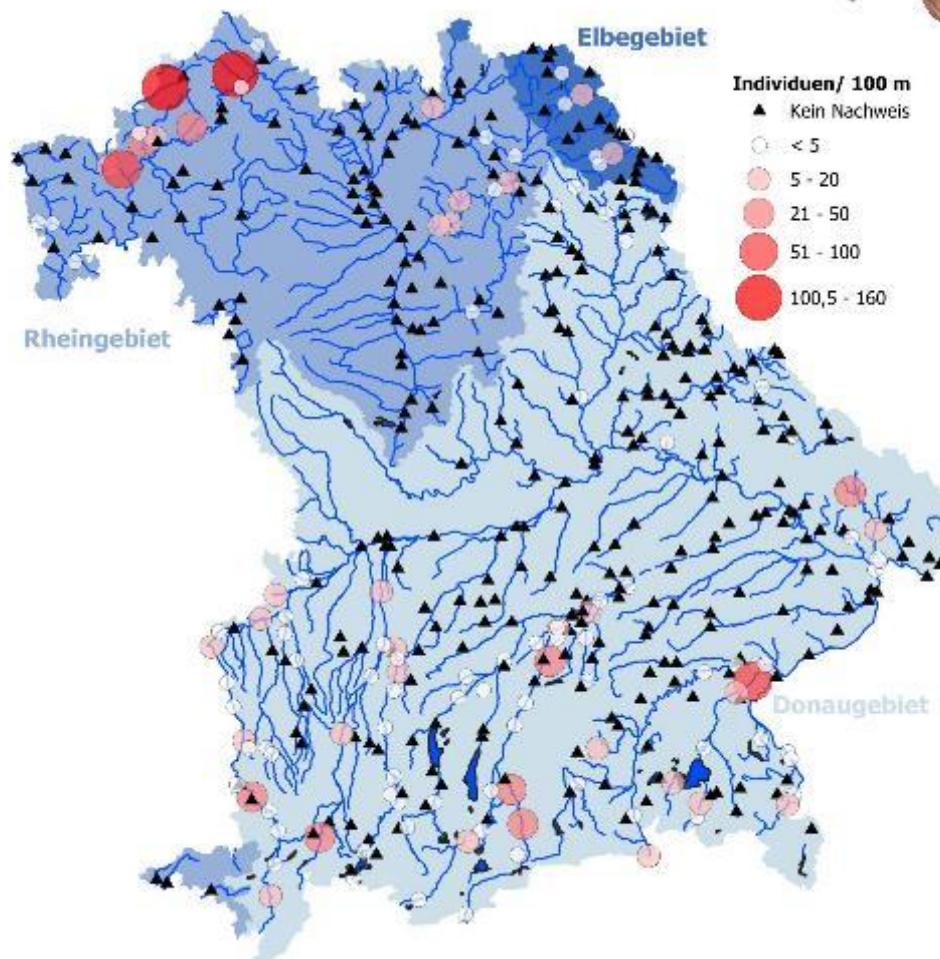 Elbegebiet
Individuen/ 100 m
Kein Nachweis
< 5
5 - 20
21 - 50
51 - 100
100,5 - 160
Rheingebiet
Donaugebiet